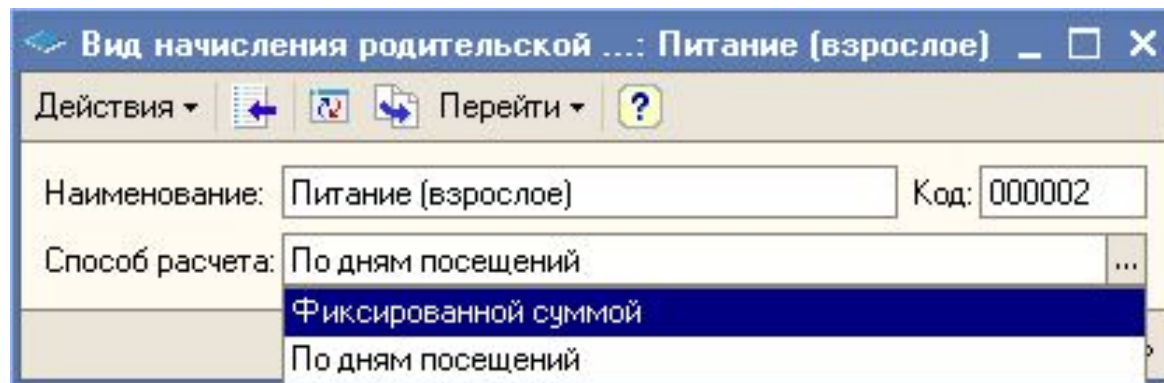 Вид начисления родительской ...: Питание (взрослое)
Действия Перейти ?
Наименование: Питание (взрослое) Код: 000002
Способ расчета: По дням посещений ...
Фиксированной суммой
По дням посещений